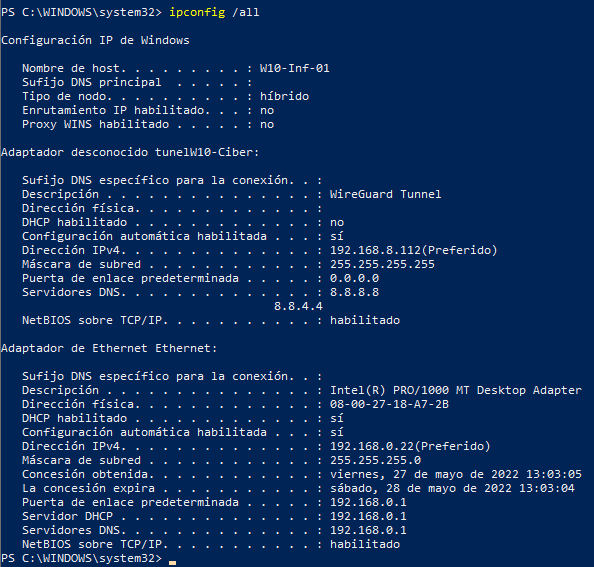 PS C:\WINDOWS\system32> ipconfig /all
Configuración IP de Windows
Nombre de host. . . . . . . . . : W10-Inf-01
Sufijo DNS principal  . . . . . :
Tipo de nodo. . . . . . . . . . : híbrido
Enrutamiento IP habilitado. . . : no
Proxy WINS habilitado . . . . . : no
Adaptador desconocido tunelW10-Ciber:
Sufijo DNS específico para la conexión. . :
Descripción . . . . . . . . . . . . . . . : WireGuard Tunnel
Dirección física. . . . . . . . . . . . . :
DHCP habilitado . . . . . . . . . . . . . : no
Configuración automática habilitada . . . : sí
Dirección IPv4. . . . . . . . . . . . . . : 192.168.8.112(Preferido)
Máscara de subred . . . . . . . . . . . . : 255.255.255.255
Puerta de enlace predeterminada . . . . . : 0.0.0.0
Servidores DNS. . . . . . . . . . . . . . : 8.8.8.8
8.8.4.4
NetBIOS sobre TCP/IP. . . . . . . . . . . : habilitado
Adaptador de Ethernet Ethernet:
Sufijo DNS específico para la conexión. . :
Descripción . . . . . . . . . . . . . . . : Intel(R) PRO/1000 MT Desktop Adapter
Dirección física. . . . . . . . . . . . . : 08-00-27-18-A7-2B
DHCP habilitado . . . . . . . . . . . . . : sí
Configuración automática habilitada . . . : sí
Dirección IPv4. . . . . . . . . . . . . . : 192.168.0.22(Preferido)
Máscara de subred . . . . . . . . . . . . : 255.255.255.0
Concesión obtenida. . . . . . . . . . . . : viernes, 27 de mayo de 2022 13:03:05
La concesión expira . . . . . . . . . . . : sábado, 28 de mayo de 2022 13:03:04
Puerta de enlace predeterminada . . . . . : 192.168.0.1
Servidor DHCP . . . . . . . . . . . . . . : 192.168.0.1
Servidores DNS. . . . . . . . . . . . . . : 192.168.0.1
NetBIOS sobre TCP/IP. . . . . . . . . . . : habilitado
PS C:\WINDOWS\system32>